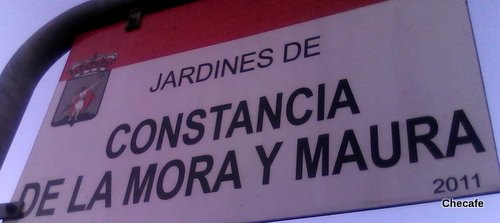 JARDINES DE
CONSTANCIA
DE LA MORA Y MAURA
2011
Checafe